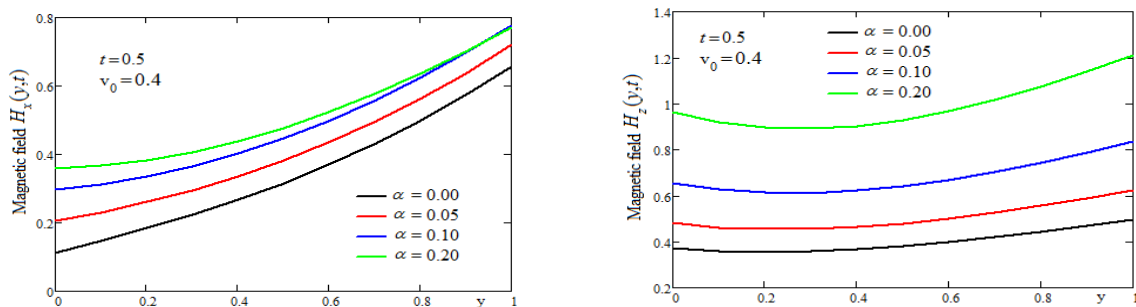 0.8
0.6
0.4
0.2
0
0
0.2
0.4
0.6
0.8
y
1
Magnetic field Hₓ(y,t)
t=0.5
v₀=0.4
α = 0.00
α = 0.05
α = 0.10
α = 0.20
1.4
1.2
1
0.8
0.6
0.4
0.2
0
0.2
0.4
0.6
0.8
y
1
Magnetic field H_z(y,t)
t=0.5
v₀=0.4
α = 0.00
α = 0.05
α = 0.10
α = 0.20